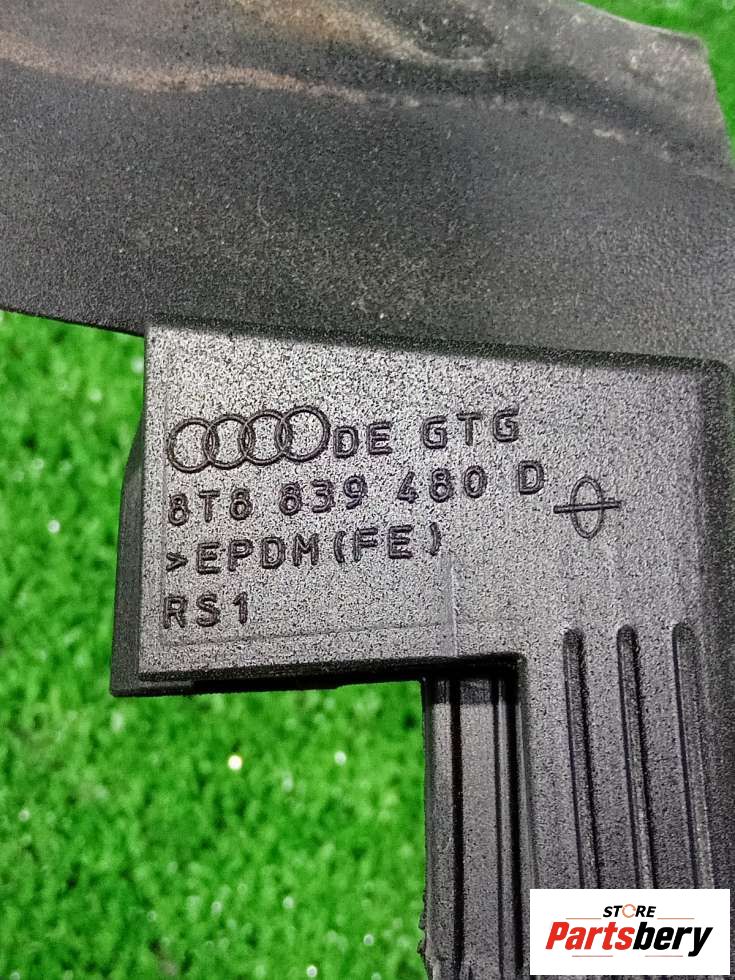 DE GTG
8T8 839 480 D
>EPDM(FE)
RS1
STORE
Partsbery